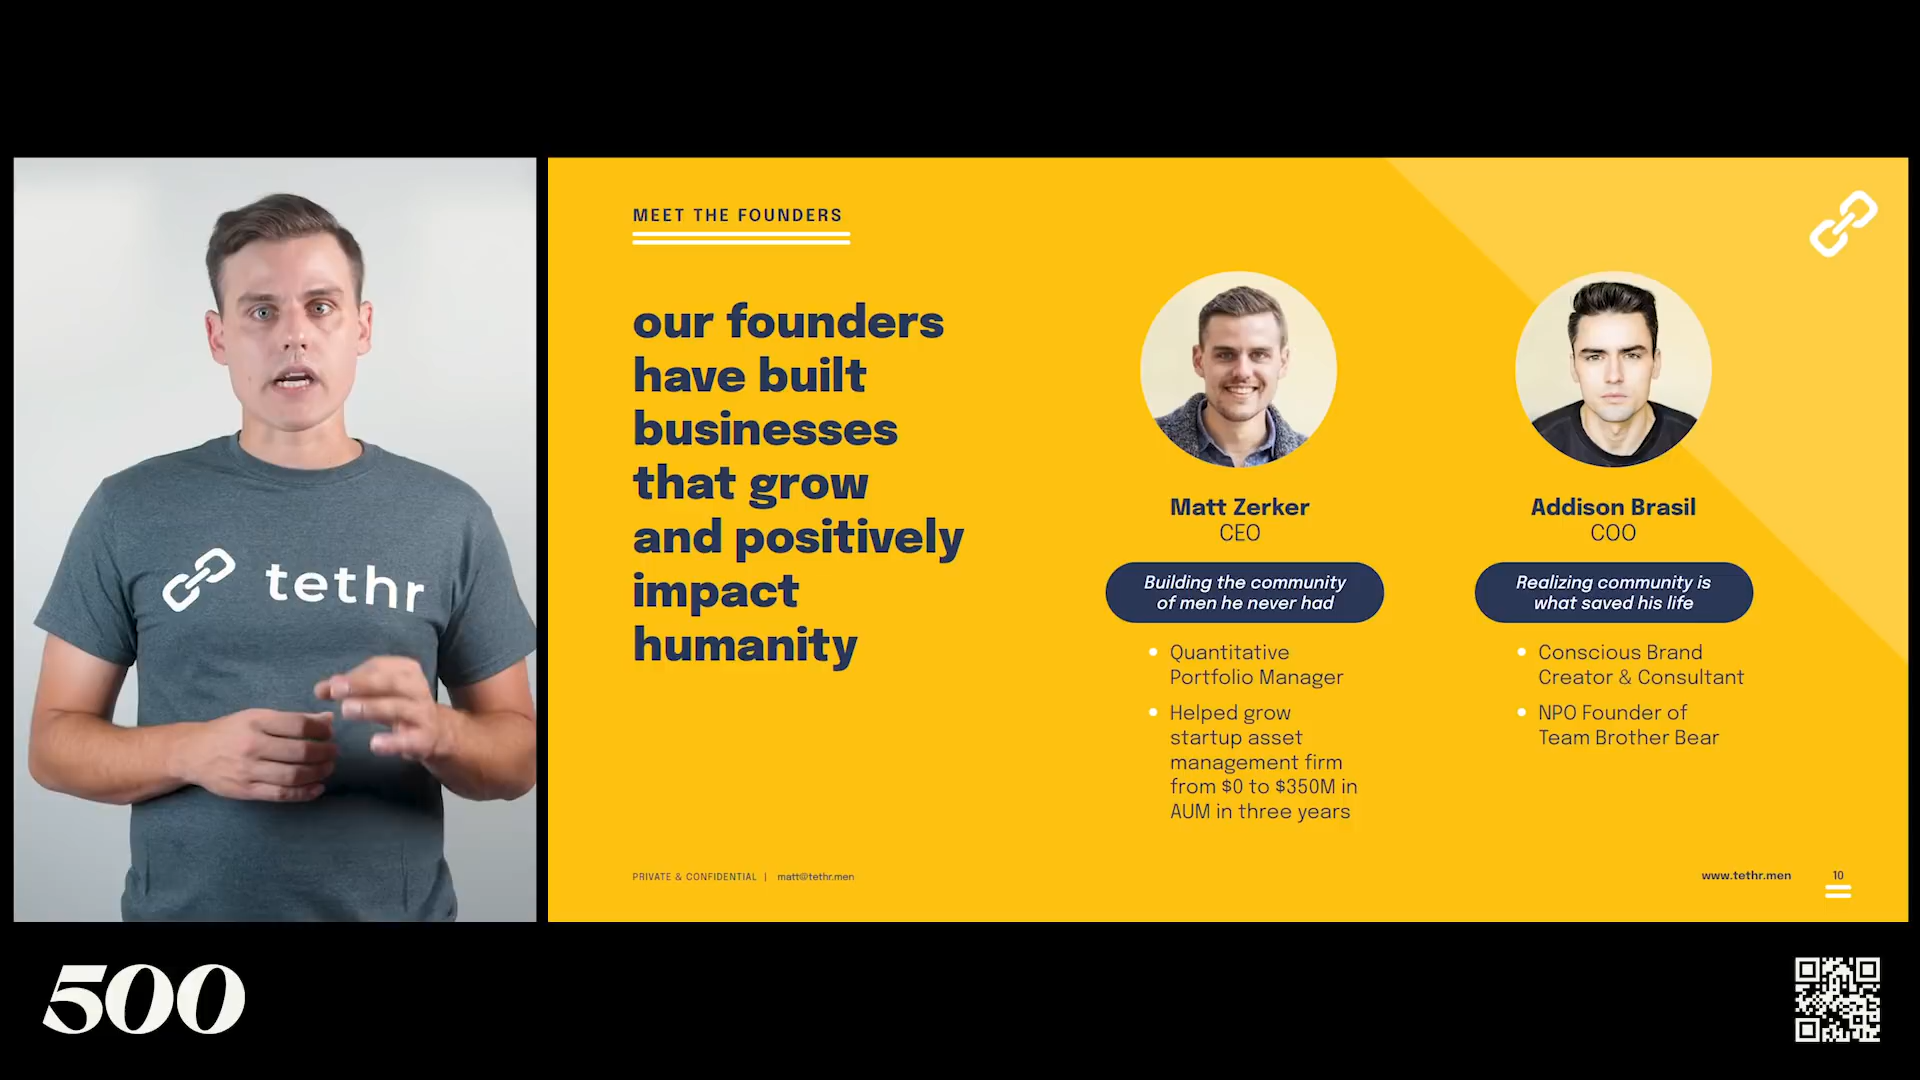 tethr
MEET THE FOUNDERS
our founders
have built
businesses
that grow
and positively
impact
humanity
Matt Zerker
CEO
Building the community
of men he never had
Quantitative
Portfolio Manager
Helped grow
startup asset
management firm
from $0 to $350M in
AUM in three years
Addison Brasil
COO
Realizing community is
what saved his life
Conscious Brand
Creator & Consultant
NPO Founder of
Team Brother Bear
PRIVATE & CONFIDENTIAL | matt@tethr.men
www.tethr.men
10
500